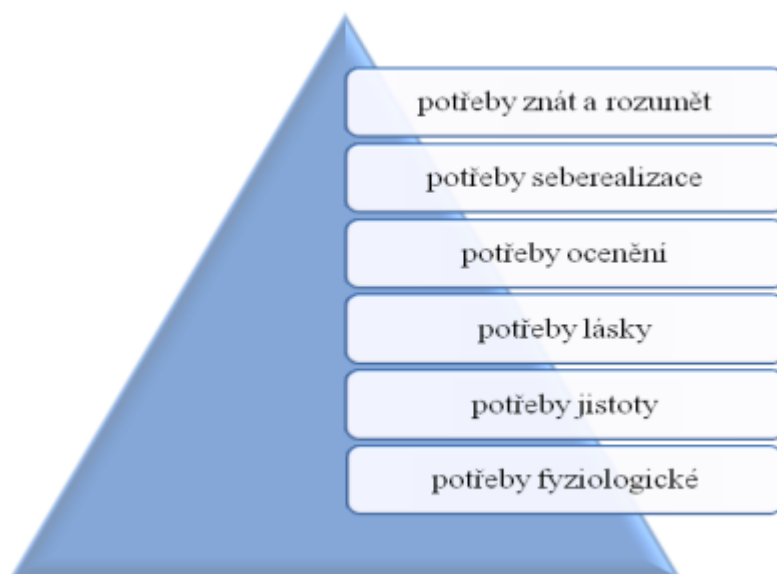 potřeby znát a rozumět
potřeby seberealizace
potřeby ocenění
potřeby lásky
potřeby jistoty
potřeby fyziologické